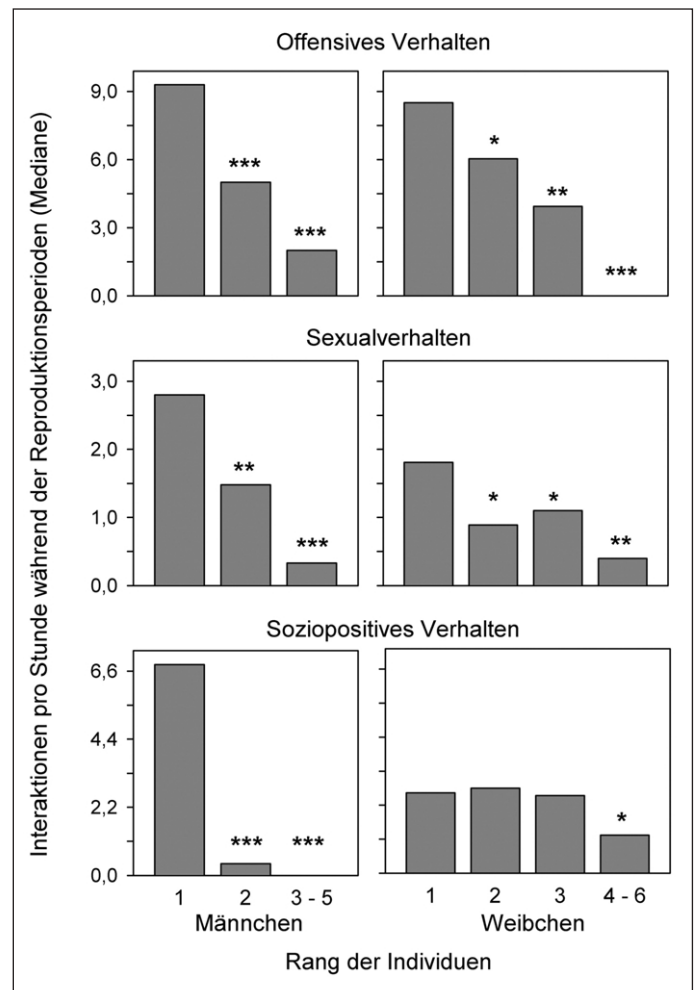 Offensives Verhalten
Interaktionen pro Stunde während der Reproduktionsperioden (Mediane)
9,0
6,0
3,0
0,0
***
***
*
**
***
Sexualverhalten
3,0
2,0
1,0
0,0
**
***
*
*
**
Soziopositives Verhalten
6,6
4,4
2,2
0,0
***
***
*
1 2 3 - 5
1 2 3 4 - 6
Männchen
Weibchen
Rang der Individuen